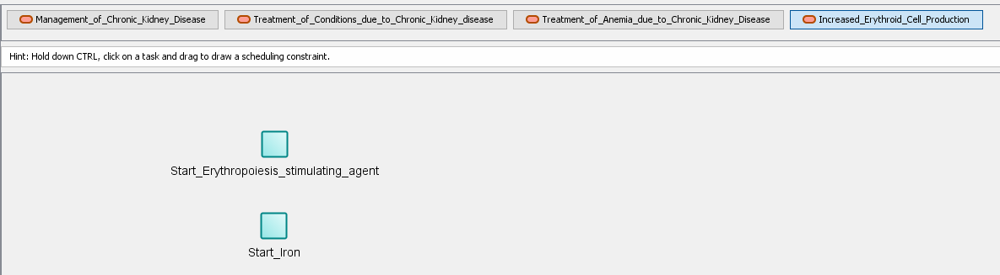 Management_of_Chronic_Kidney_Disease Treatment_of_Conditions_due_to_Chronic_Kidney_disease Treatment_of_Anemia_due_to_Chronic_Kidney_Disease Increased_Erythroid_Cell_Production
Hint: Hold down CTRL, click on a task and drag to draw a scheduling constraint.
Start_Erythropoiesis_stimulating_agent
Start_Iron